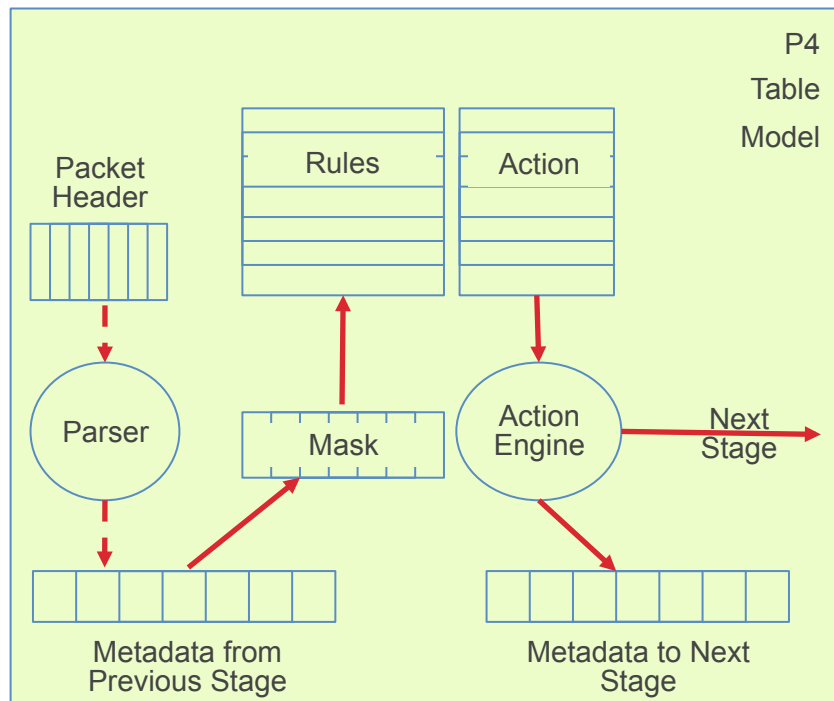 P4
Table
Model
Packet
Header
Rules
Action
Parser
Mask
Action
Engine
Next
Stage
Metadata from
Previous Stage
Metadata to Next
Stage